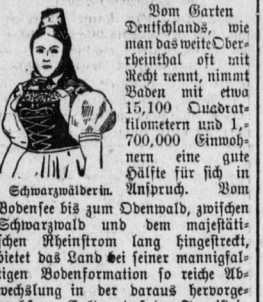 Vom Garten
Deutschlands, wie
man das weite Ober-
rheinthal oft mit
Recht nennt, nimmt
Baden mit etwa
15,100 Quadrat-
kilometern und 1,-
700,000 Einwoh-
nern eine gute
Hälfte für sich in
Anspruch. Vom
Schwarzwälderin.
Bodensee bis zum Odenwald, zwischen
Schwarzwald und dem majestäti-
schen Rheinstrom lang hingestreckt,
bietet das Land bei seiner mannigfal-
tigen Bodenformation so reiche Ab-
wechslung in der daraus hervorge-